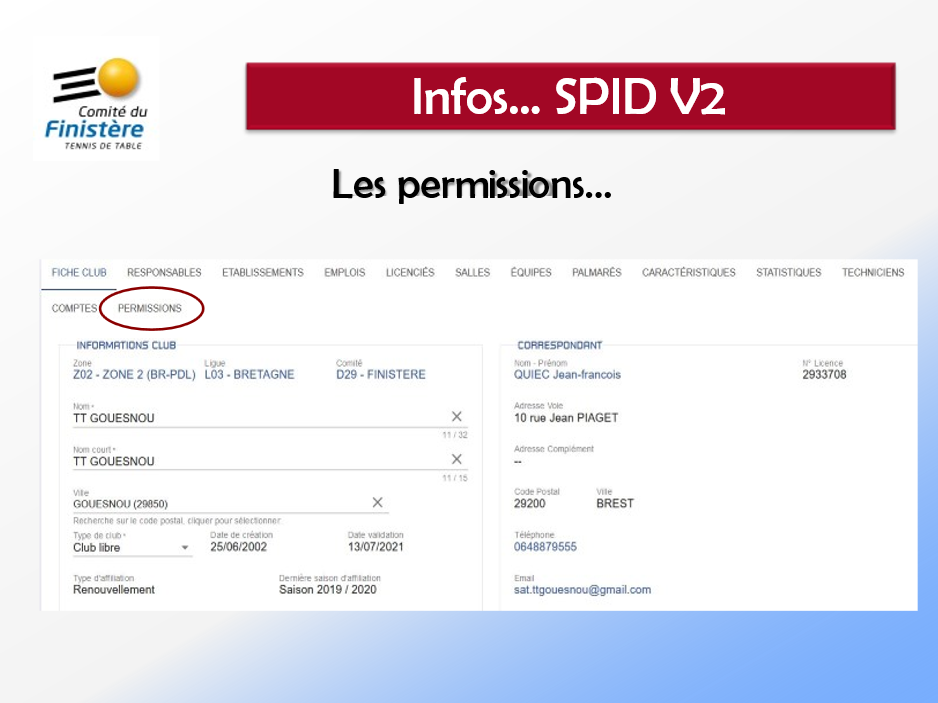 Comité du
Finistère
TENNIS DE TABLE
Infos... SPID V2
Les permissions...
FICHE CLUB RESPONSABLES ETABLISSEMENTS EMPLOIS LICENCIÉS SALLES ÉQUIPES PALMARÈS CARACTÉRISTIQUES STATISTIQUES TECHNICIENS
COMPTES PERMISSIONS
INFORMATIONS CLUB
Zone Ligue Comité
Z02 - ZONE 2 (BR-PDL) L03 - BRETAGNE D29 - FINISTERE
Nom *
TT GOUESNOU
11 / 32
Nom court *
TT GOUESNOU
11 / 15
Ville
GOUESNOU (29850)
Recherche sur le code postal, cliquer pour sélectionner.
Type de club * Date de création Date validation
Club libre 25/06/2002 13/07/2021
Type d'affiliation Dernière saison d'affiliation
Renouvellement Saison 2019 / 2020
CORRESPONDANT
Nom - Prénom N° Licence
QUIEC Jean-francois 2933708
Adresse Voie
10 rue Jean PIAGET
Adresse Complément
--
Code Postal Ville
29200 BREST
Téléphone
0648879555
Email
sat.ttgouesnou@gmail.com